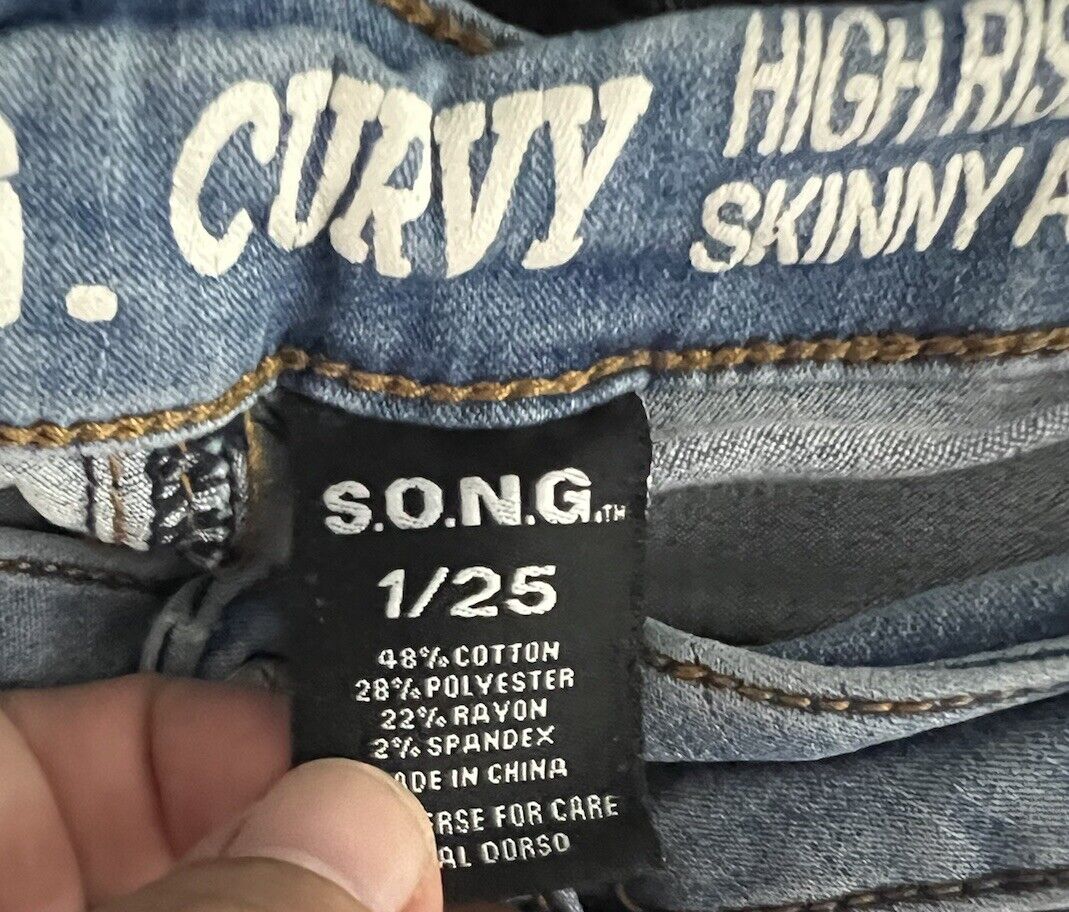 G. CURVY HIGH RIS
SKINNY A
S.O.N.G.™
1/25
48% COTTON
28% POLYESTER
22% RAYON
2% SPANDEX
ADE IN CHINA
ERSE FOR CARE
AL DORSO